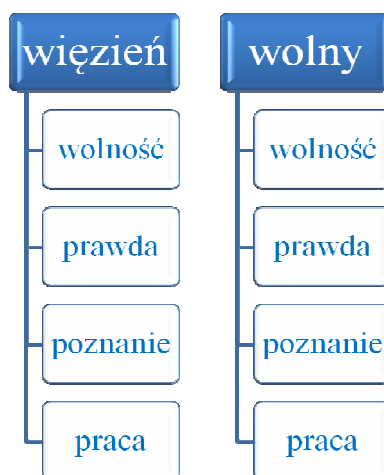 więzień
wolność
prawda
poznanie
praca
wolny
wolność
prawda
poznanie
praca